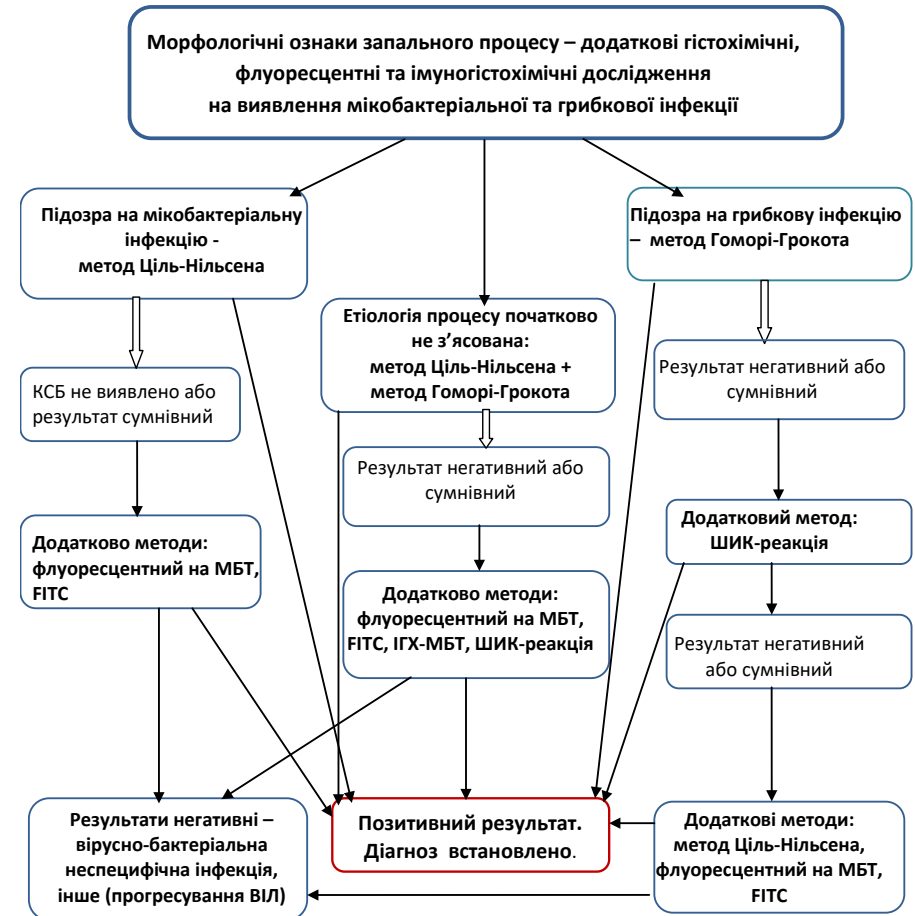 Морфологічні ознаки запального процесу – додаткові гістохімічні,
флуоресцентні та імуногістохімічні дослідження
на виявлення мікобактеріальної та грибкової інфекції
Підозра на мікобактеріальну
інфекцію -
метод Ціль-Нільсена
Підозра на грибкову інфекцію
– метод Гоморі-Грокота
Етіологія процесу початково
не з’ясована:
метод Ціль-Нільсена +
метод Гоморі-Грокота
КСБ не виявлено або
результат сумнівний
Результат негативний або
сумнівний
Результат негативний або
сумнівний
Додатково методи:
флуоресцентний на МБТ,
FITC
Додатковий метод:
ШИК-реакція
Додатково методи:
флуоресцентний на МБТ,
FITC, ІГХ-МБТ, ШИК-реакція
Результат негативний
або сумнівний
Результати негативні –
вірусно-бактеріальна
неспецифічна інфекція,
інше (прогресування ВІЛ)
Позитивний результат.
Діагноз встановлено.
Додаткові методи:
метод Ціль-Нільсена,
флуоресцентний на МБТ,
FITC